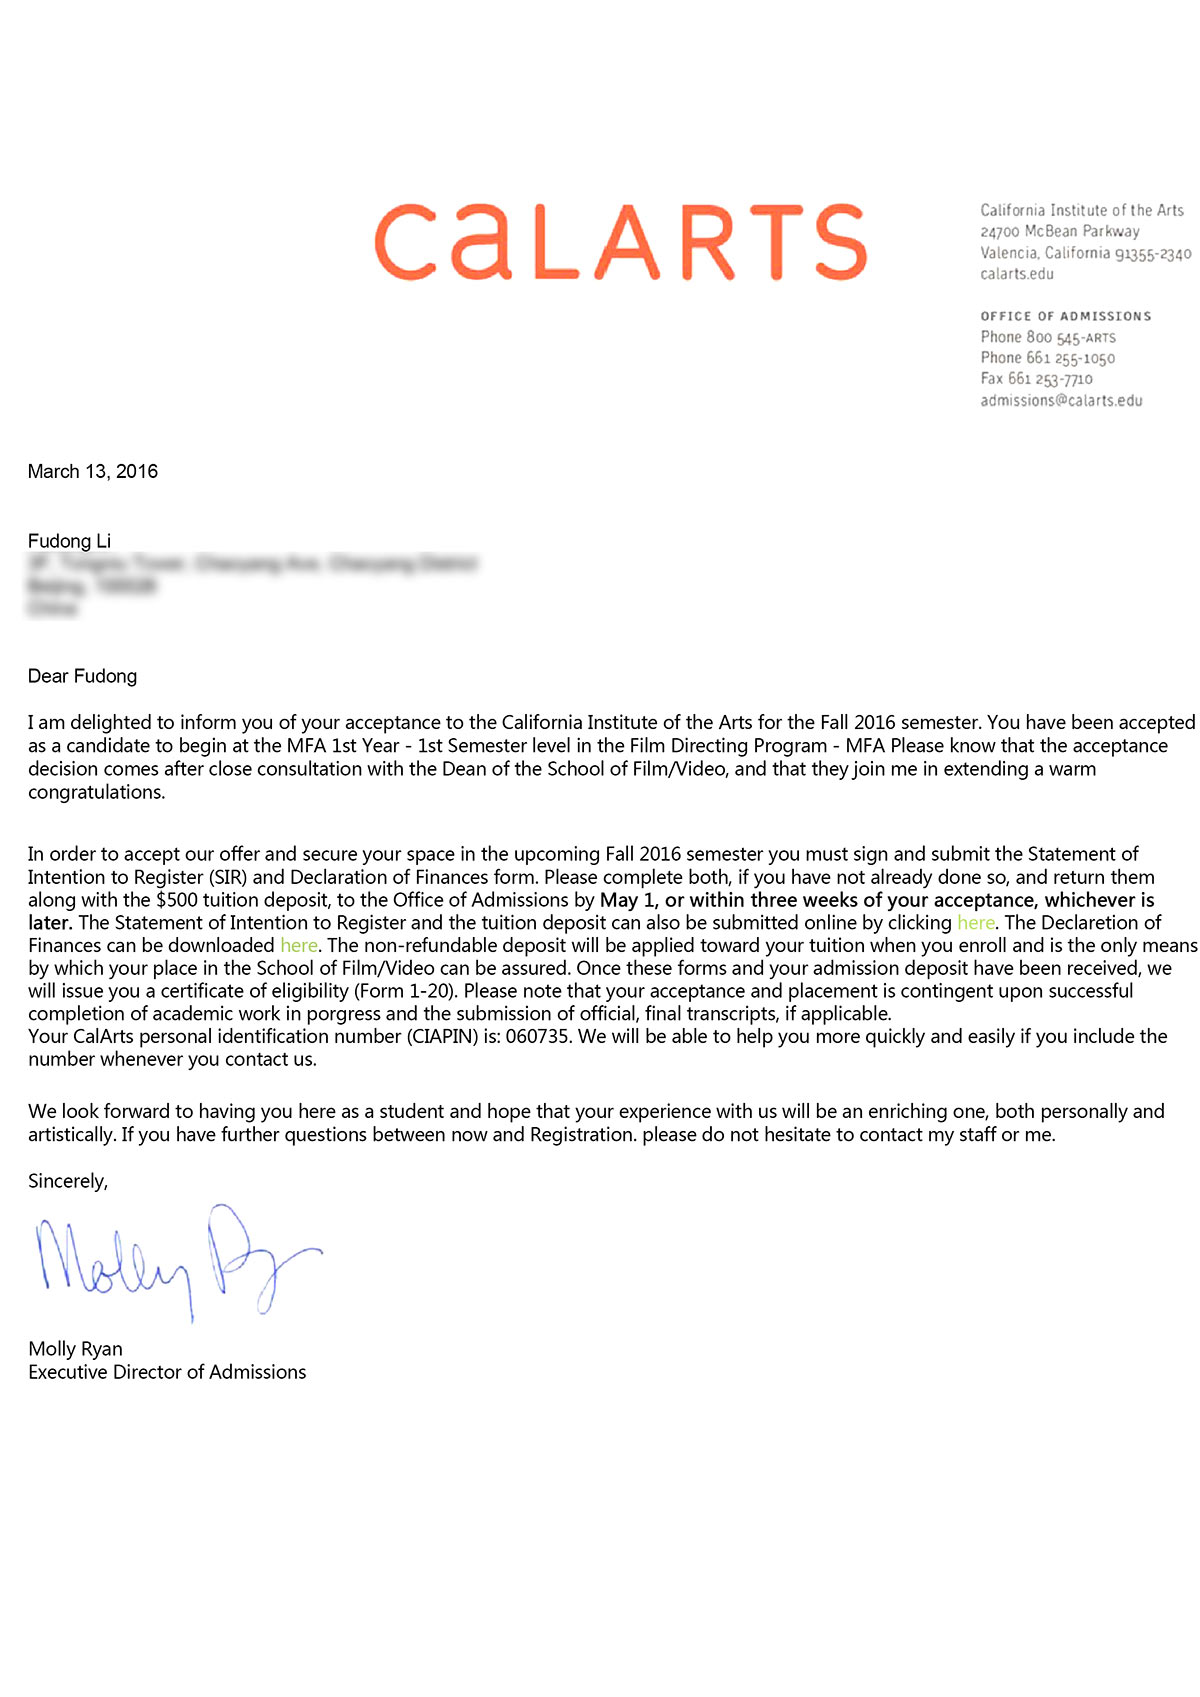 CALARTS
California Institute of the Arts
24700 McBean Parkway
Valencia, California 91355-2340
calarts.edu
OFFICE OF ADMISSIONS
Phone 800 545-ARTS
Phone 661 255-1050
Fax 661 253-7710
admissions@calarts.edu
March 13, 2016
Fudong Li
Dear Fudong
I am delighted to inform you of your acceptance to the California Institute of the Arts for the Fall 2016 semester. You have been accepted
as a candidate to begin at the MFA 1st Year - 1st Semester level in the Film Directing Program - MFA Please know that the acceptance
decision comes after close consultation with the Dean of the School of Film/Video, and that they join me in extending a warm
congratulations.
In order to accept our offer and secure your space in the upcoming Fall 2016 semester you must sign and submit the Statement of
Intention to Register (SIR) and Declaration of Finances form. Please complete both, if you have not already done so, and return them
along with the $500 tuition deposit, to the Office of Admissions by May 1, or within three weeks of your acceptance, whichever is
later. The Statement of Intention to Register and the tuition deposit can also be submitted online by clicking here. The Declaretion of
Finances can be downloaded here. The non-refundable deposit will be applied toward your tuition when you enroll and is the only means
by which your place in the School of Film/Video can be assured. Once these forms and your admission deposit have been received, we
will issue you a certificate of eligibility (Form 1-20). Please note that your acceptance and placement is contingent upon successful
completion of academic work in porgress and the submission of official, final transcripts, if applicable.
Your CalArts personal identification number (CIAPIN) is: 060735. We will be able to help you more quickly and easily if you include the
number whenever you contact us.
We look forward to having you here as a student and hope that your experience with us will be an enriching one, both personally and
artistically. If you have further questions between now and Registration. please do not hesitate to contact my staff or me.
Sincerely,
Molly Ryan
Molly Ryan
Executive Director of Admissions